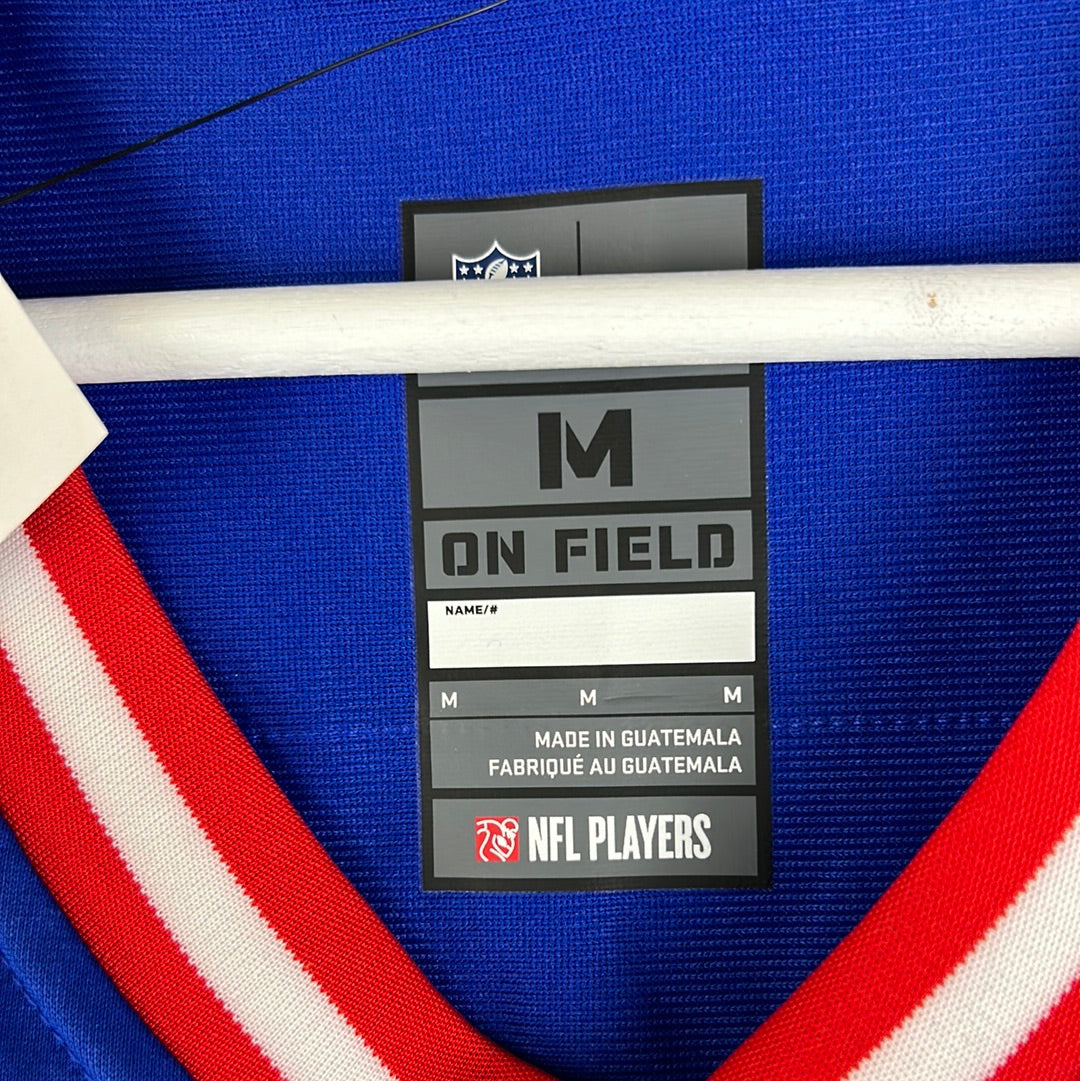 M
ON FIELD
NAME/#
M M M
MADE IN GUATEMALA
FABRIQUÉ AU GUATEMALA
NFL PLAYERS